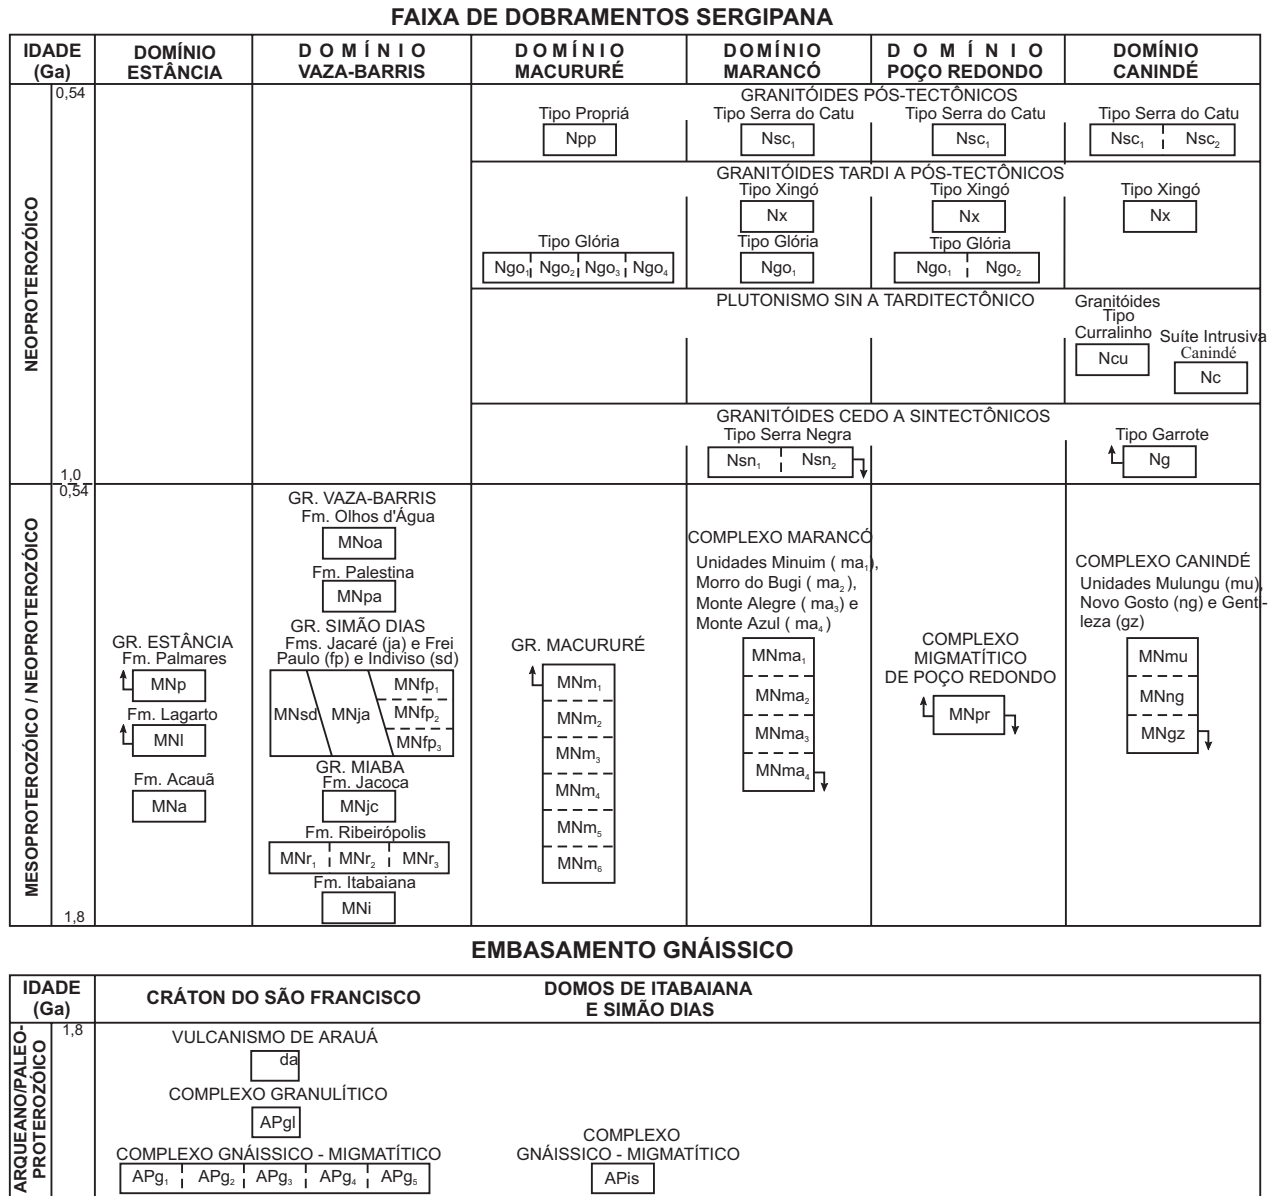 FAIXA DE DOBRAMENTOS SERGIPANA
IDADE (Ga)
DOMÍNIO ESTÂNCIA
DOMÍNIO VAZA-BARRIS
DOMÍNIO MACURURÉ
DOMÍNIO MARANCÓ
DOMÍNIO POÇO REDONDO
DOMÍNIO CANINDÉ
NEOPROTEROZÓICO
0,54
GRANITÓIDES PÓS-TECTÔNICOS
Tipo Propriá
Npp
Tipo Serra do Catu
Nsc₁
Tipo Serra do Catu
Nsc₁
Tipo Serra do Catu
Nsc₁ Nsc₂
GRANITÓIDES TARDI A PÓS-TECTÔNICOS
Tipo Xingó
Nx
Tipo Xingó
Nx
Tipo Xingó
Nx
Tipo Glória
Ngo₁ Ngo₂ Ngo₃ Ngo₄
Tipo Glória
Ngo₁
Tipo Glória
Ngo₁ Ngo₂
PLUTONISMO SIN A TARDITECTÔNICO
Granitóides
Tipo
Curralinho
Ncu
Suíte Intrusiva
Canindé
Nc
GRANITÓIDES CEDO A SINTECTÔNICOS
Tipo Serra Negra
Nsn₁ Nsn₂
Tipo Garrote
Ng
1,0
MESOPROTEROZÓICO / NEOPROTEROZÓICO
0,54
GR. ESTÂNCIA
Fm. Palmares
MNp
Fm. Lagarto
MNl
Fm. Acauã
MNa
GR. VAZA-BARRIS
Fm. Olhos d'Água
MNoa
Fm. Palestina
MNpa
GR. SIMÃO DIAS
Fms. Jacaré (ja) e Frei
Paulo (fp) e Indiviso (sd)
MNsd MNja MNfp₁
MNfp₂
MNfp₃
GR. MIABA
Fm. Jacoca
MNjc
Fm. Ribeirópolis
MNr₁ MNr₂ MNr₃
Fm. Itabaiana
MNi
GR. MACURURÉ
MNm₁
MNm₂
MNm₃
MNm₄
MNm₅
MNm₆
COMPLEXO MARANCÓ
Unidades Minuim ( ma₁),
Morro do Bugi ( ma₂),
Monte Alegre ( ma₃) e
Monte Azul ( ma₄)
MNma₁
MNma₂
MNma₃
MNma₄
COMPLEXO
MIGMATÍTICO
DE POÇO REDONDO
MNpr
COMPLEXO CANINDÉ
Unidades Mulungu (mu),
Novo Gosto (ng) e Genti-
leza (gz)
MNmu
MNng
MNgz
1,8
EMBASAMENTO GNÁISSICO
IDADE (Ga)
CRÁTON DO SÃO FRANCISCO
DOMOS DE ITABAIANA
E SIMÃO DIAS
ARQUEANO/PALEO-
PROTEROZÓICO
1,8
VULCANISMO DE ARAUÁ
da
COMPLEXO GRANULÍTICO
APgl
COMPLEXO GNÁISSICO - MIGMATÍTICO
APg₁ APg₂ APg₃ APg₄ APg₅
COMPLEXO
GNÁISSICO - MIGMATÍTICO
APis